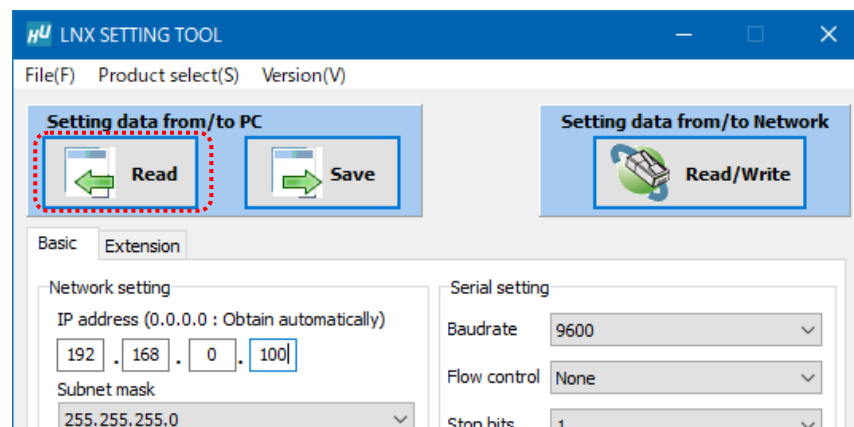 HU LNX SETTING TOOL
File(F) Product select(S) Version(V)
Setting data from/to PC
Read
Save
Setting data from/to Network
Read/Write
Basic
Extension
Network setting
IP address (0.0.0.0 : Obtain automatically)
192 . 168 . 0 . 100
Subnet mask
255.255.255.0
Serial setting
Baudrate 9600
Flow control None
Stop bits 1